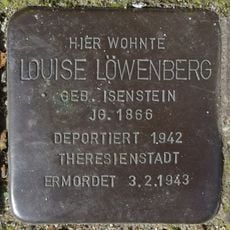 HIER WOHNTE
LOUISE LÖWENBERG
GEB. ISENSTEIN
JG. 1866
DEPORTIERT 1942
THERESIENSTADT
ERMORDET 3.2.1943